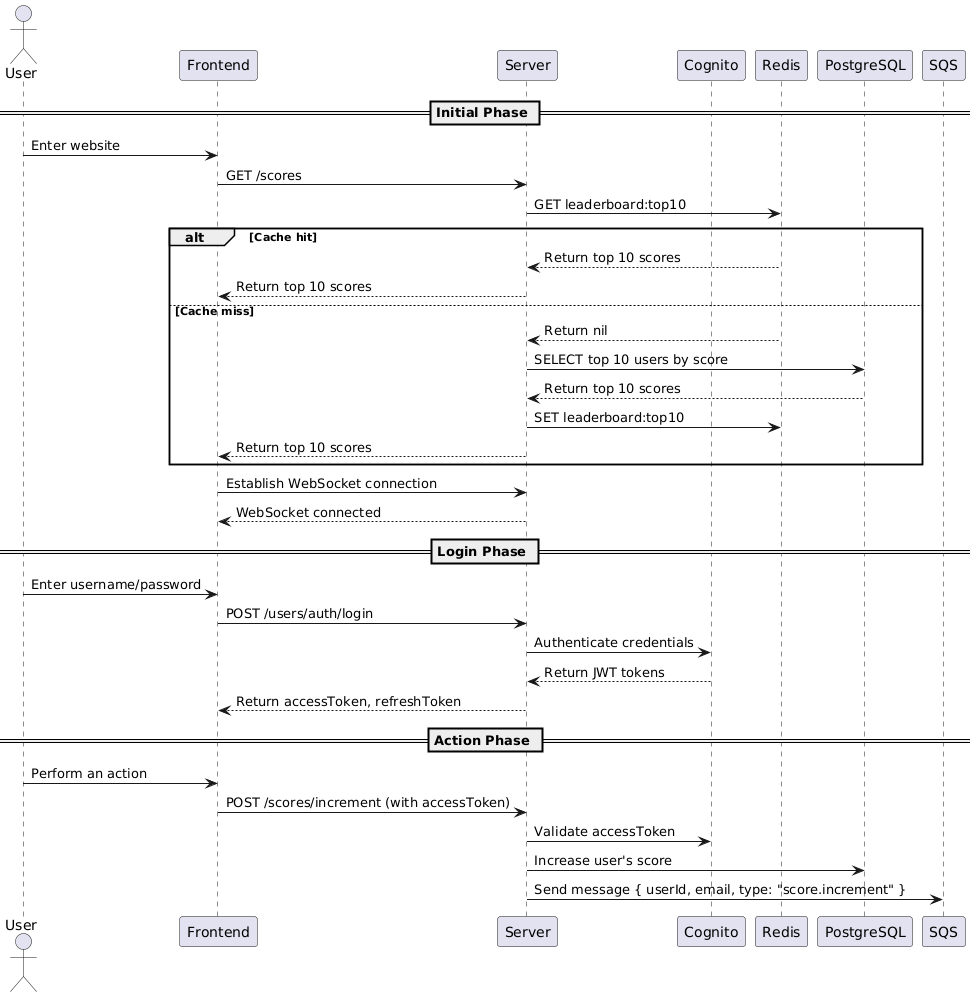 User
Frontend
Server
Cognito
Redis
PostgreSQL
SQS
Initial Phase
Enter website
GET /scores
GET leaderboard:top10
alt [Cache hit]
Return top 10 scores
Return top 10 scores
[Cache miss]
Return nil
SELECT top 10 users by score
Return top 10 scores
SET leaderboard:top10
Return top 10 scores
Establish WebSocket connection
WebSocket connected
Login Phase
Enter username/password
POST /users/auth/login
Authenticate credentials
Return JWT tokens
Return accessToken, refreshToken
Action Phase
Perform an action
POST /scores/increment (with accessToken)
Validate accessToken
Increase user's score
Send message { userId, email, type: "score.increment" }
User
Frontend
Server
Cognito
Redis
PostgreSQL
SQS